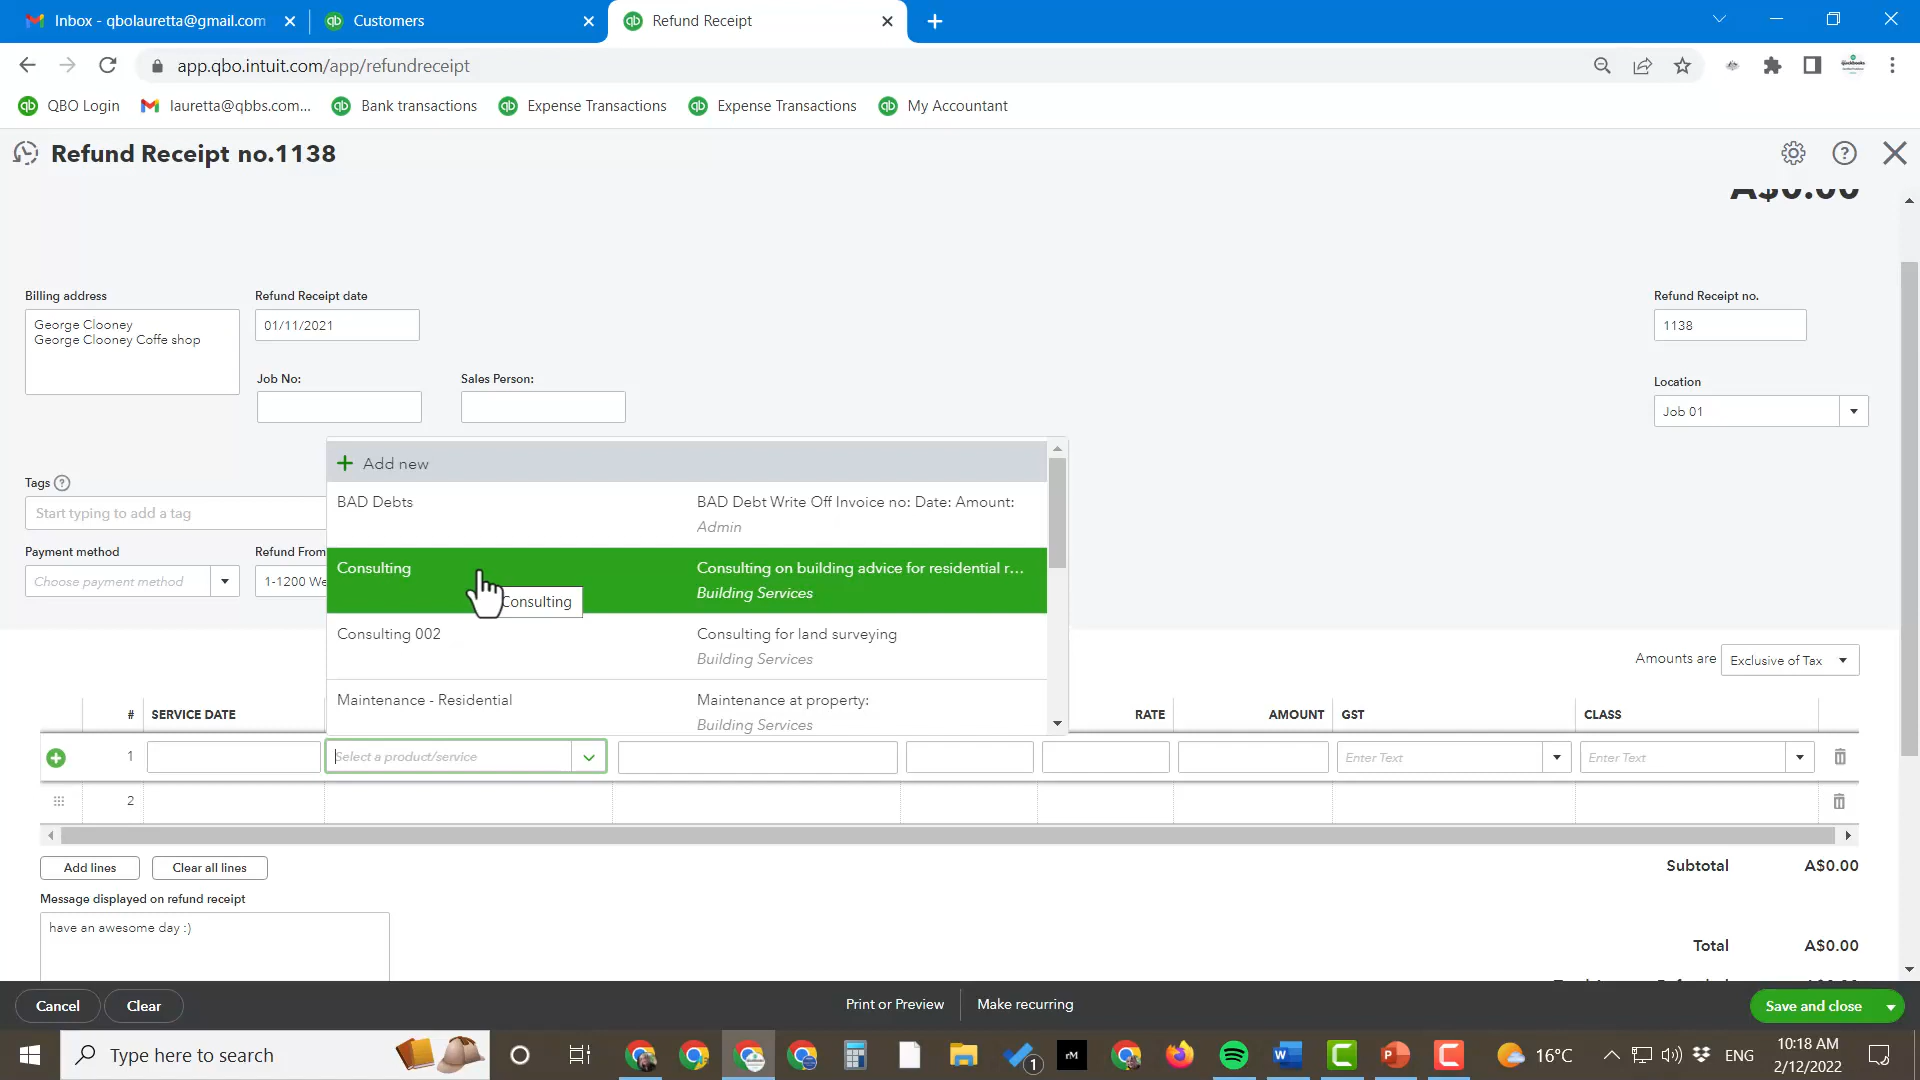 Inbox - qbolauretta@gmail.com
Customers
Refund Receipt
app.qbo.intuit.com/app/refundreceipt
QBO Login
lauretta@qbbs.com...
Bank transactions
Expense Transactions
Expense Transactions
My Accountant
Refund Receipt no.1138
A$0.00
Billing address
Refund Receipt date
Refund Receipt no.
George Clooney
George Clooney Coffe shop
01/11/2021
1138
Job No:
Sales Person:
Location
Job 01
Tags
Start typing to add a tag
Payment method
Refund From
Choose payment method
1-1200 We
Add new
BAD Debts
BAD Debt Write Off Invoice no: Date: Amount:
Admin
Consulting
Consulting on building advice for residential r...
Building Services
Consulting
Consulting 002
Consulting for land surveying
Building Services
Maintenance - Residential
Maintenance at property:
Building Services
Amounts are
Exclusive of Tax
# SERVICE DATE RATE AMOUNT GST CLASS
1 Select a product/service Enter Text Enter Text
2
Add lines
Clear all lines
Subtotal A$0.00
Message displayed on refund receipt
have an awesome day :)
Total A$0.00
Cancel
Clear
Print or Preview
Make recurring
Save and close
Type here to search
1
rM
16°C
ENG
10:18 AM
2/12/2022